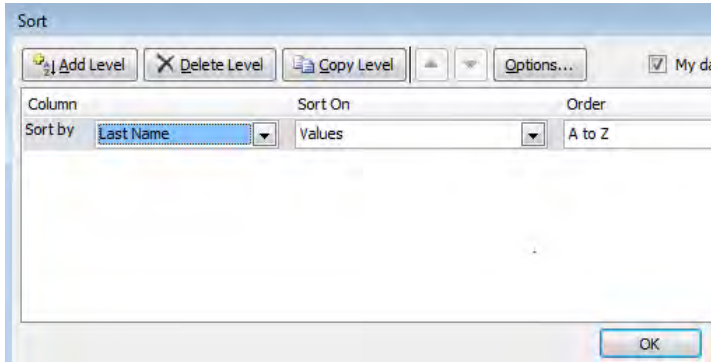 Sort
Add Level Delete Level Copy Level Options... My da
Column Sort On Order
Sort by Last Name Values A to Z
OK